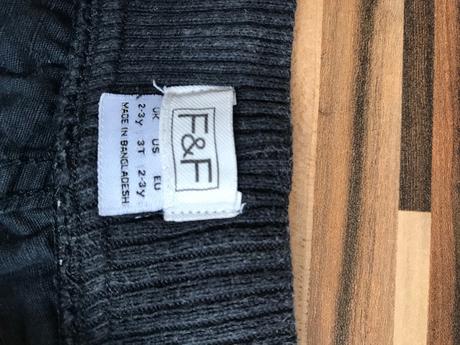 F&F
UK US EU
2-3y 3T 2-3y
MADE IN BANGLADESH